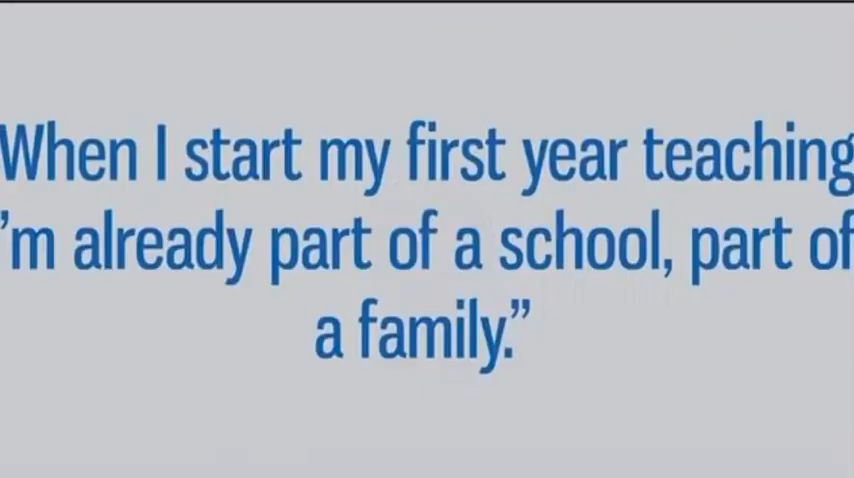 When I start my first year teaching
’m already part of a school, part of
a family.”